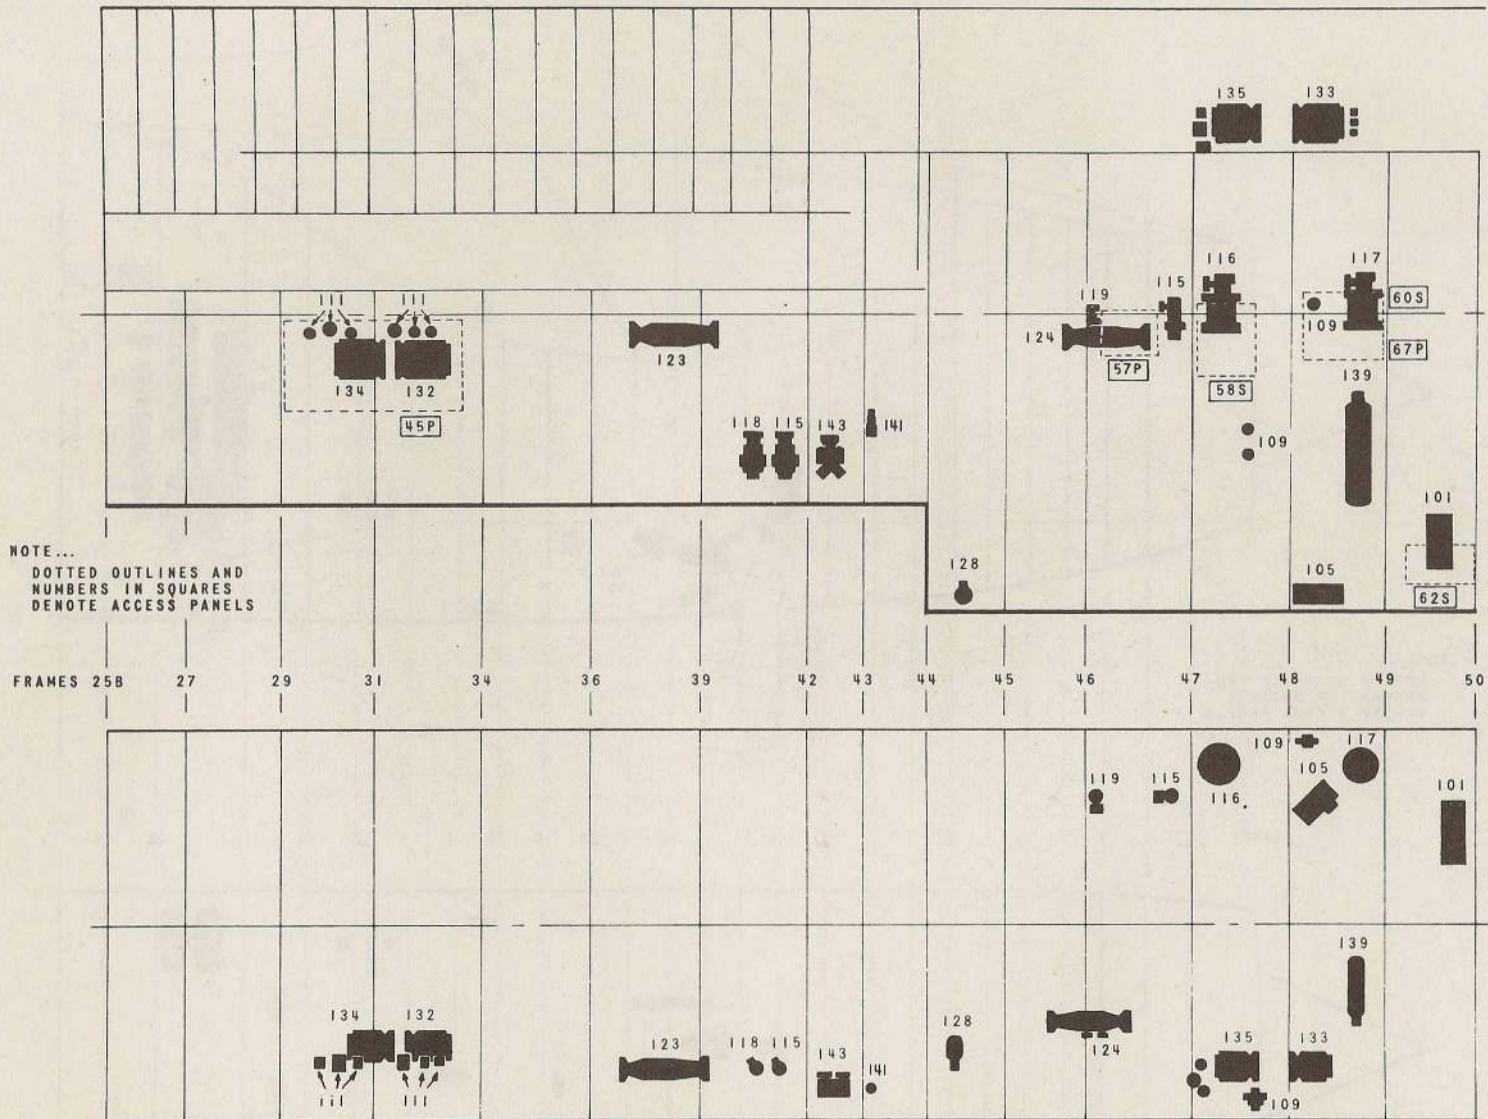 135 133
116 117
111 111 119 115 60S
109
123 124 67P
57P
134 132 58S 139
45P
118 115 143 141
109
101
NOTE...
DOTTED OUTLINES AND
NUMBERS IN SQUARES
DENOTE ACCESS PANELS
128 105
62S
FRAMES 25B 27 29 31 34 36 39 42 43 44 45 46 47 48 49 50
109 117
119 115 105
116 101
139
134 132
128
123 118 115 143 141 124 135 133
111 111 109